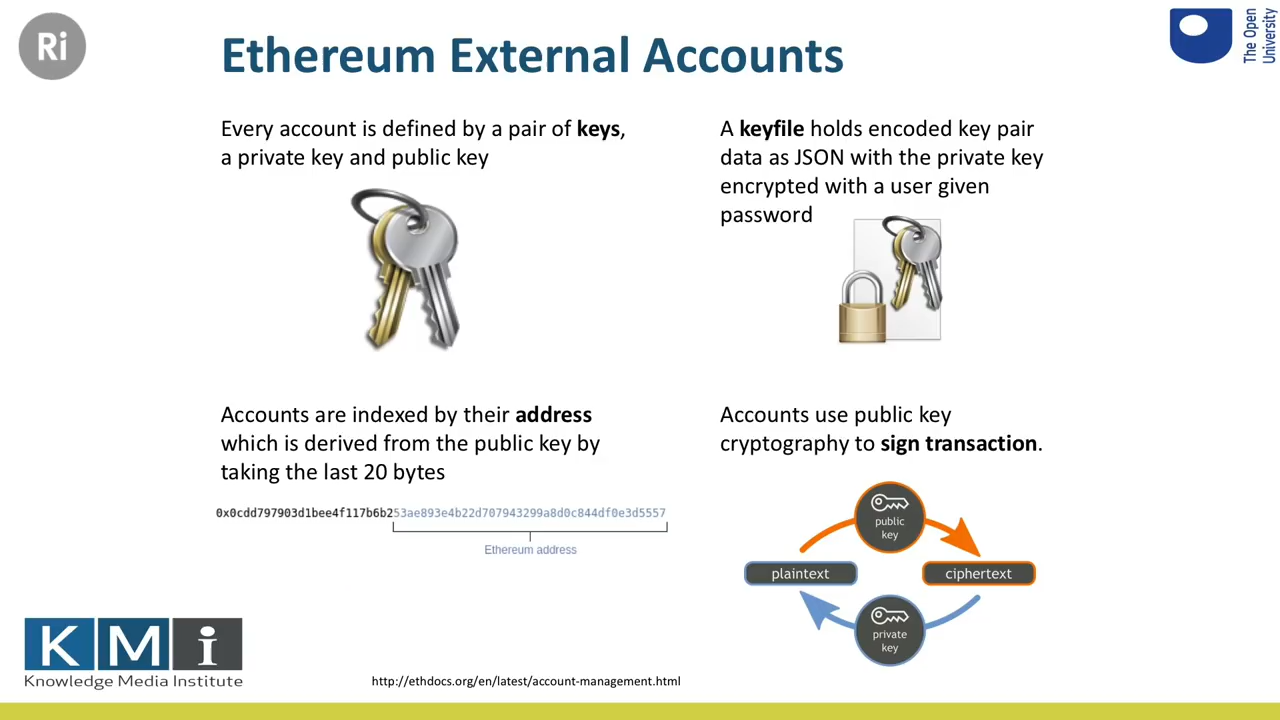 Ri
Ethereum External Accounts
The Open
University
Every account is defined by a pair of keys,
a private key and public key
A keyfile holds encoded key pair
data as JSON with the private key
encrypted with a user given
password
Accounts are indexed by their address
which is derived from the public key by
taking the last 20 bytes
0x0cdd797903d1bee4f117b6b253ae893e4b22d707943299a8d0c844df0e3d5557
Ethereum address
Accounts use public key
cryptography to sign transaction.
public
key
plaintext
ciphertext
private
key
KMi
Knowledge Media Institute
http://ethdocs.org/en/latest/account-management.html